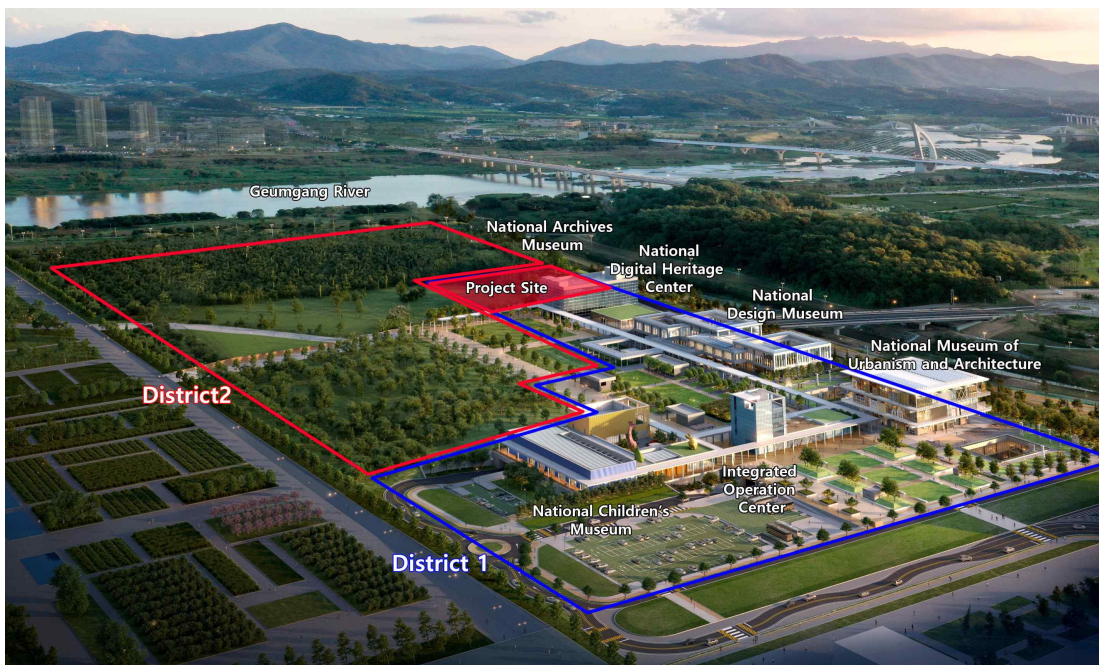 Geumgang River
National Archives
Museum
National
Digital Heritage
Center
Project Site
National
Design Museum
National Museum of
Urbanism and Architecture
District2
Integrated
Operation
Center
National Children's
Museum
District 1